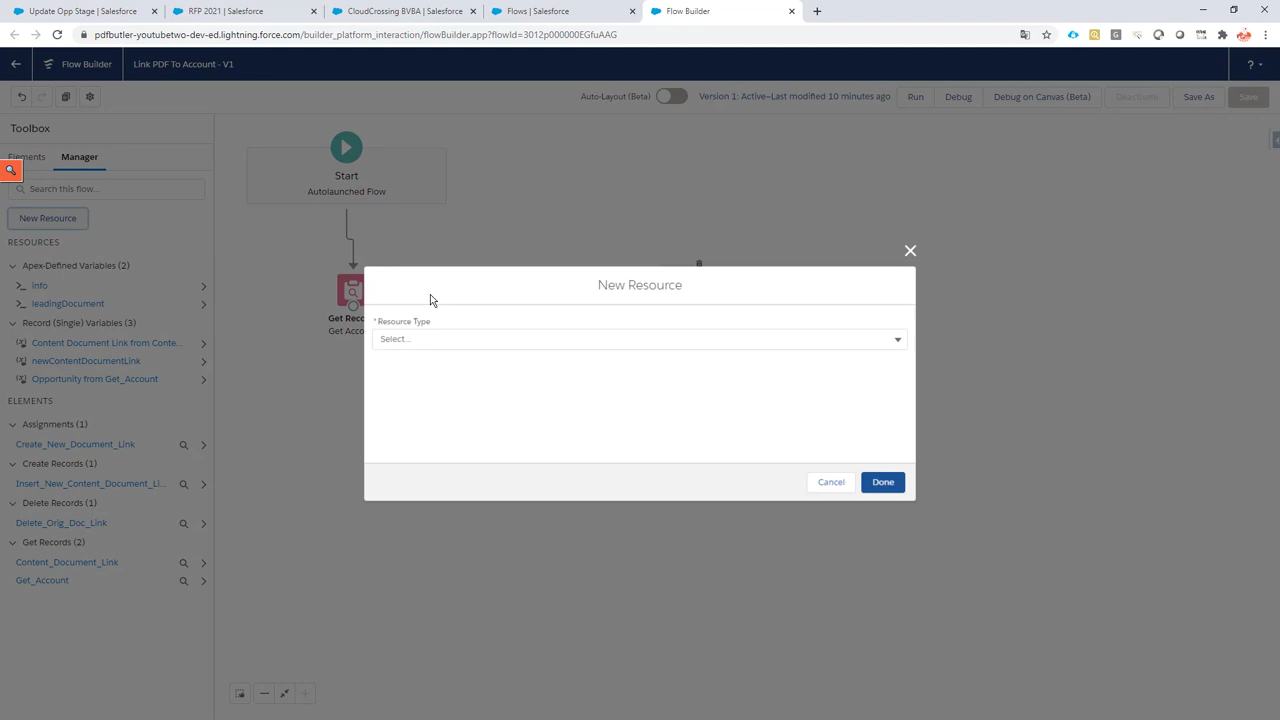 Update Opp Stage | Salesforce
RFP 2021 | Salesforce
CloudCrossing BVBA | Salesforce
Flows | Salesforce
Flow Builder
pdfbutler-youtubetwo-dev-ed.lightning.force.com/builder_platform_interaction/flowBuilder.app?flowId=3012p000000EGfuAAG
Flow Builder
Link PDF To Account - V1
?
Auto-Layout (Beta)
Version 1: Active—Last modified 10 minutes ago
Run
Debug
Debug on Canvas (Beta)
Deactivate
Save As
Save
Toolbox
Elements
Manager
Search this flow...
New Resource
RESOURCES
Apex-Defined Variables (2)
info
leadingDocument
Record (Single) Variables (3)
Content Document Link from Conte...
newContentDocumentLink
Opportunity from Get_Account
ELEMENTS
Assignments (1)
Create_New_Document_Link
Create Records (1)
Insert_New_Content_Document_Li...
Delete Records (1)
Delete_Orig_Doc_Link
Get Records (2)
Content_Document_Link
Get_Account
Start
Autolaunched Flow
Get Reco
Get Acco
New Resource
* Resource Type
Select...
Cancel
Done